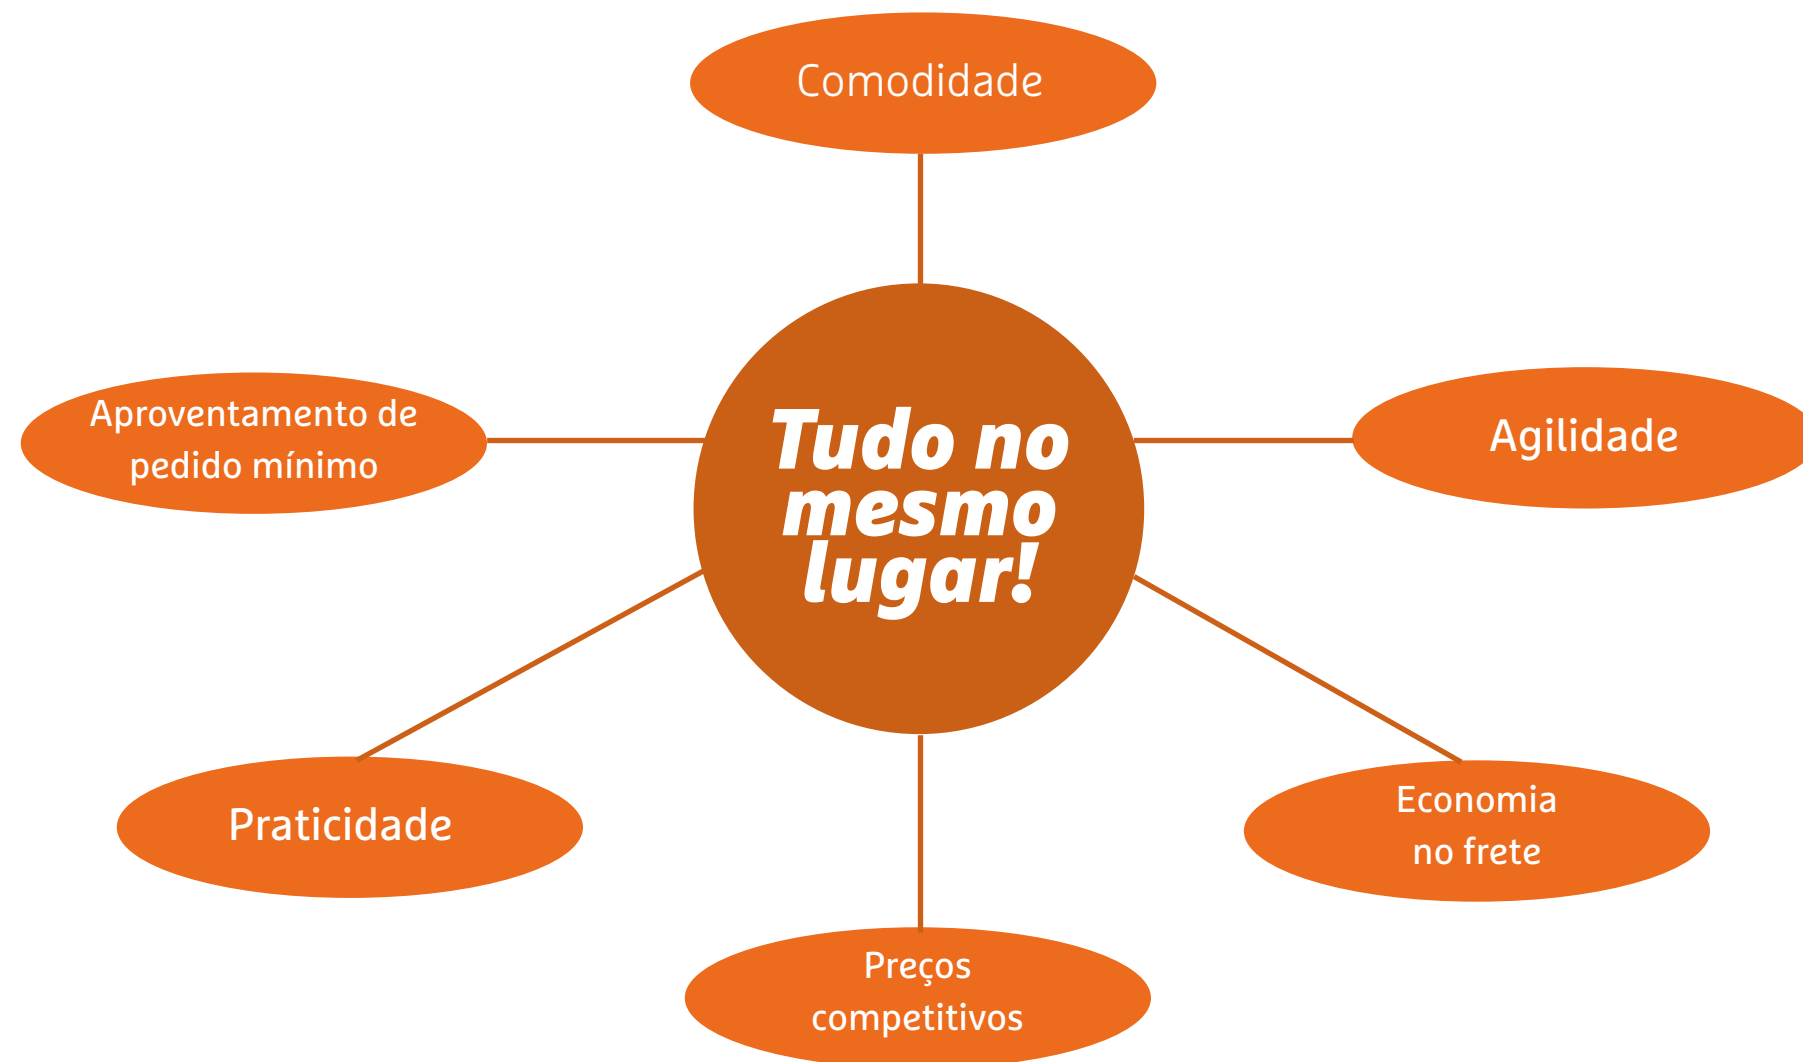 Comodidade
Aproventamento de
pedido mínimo
Tudo no
mesmo
lugar!
Agilidade
Praticidade
Economia
no frete
Preços
competitivos